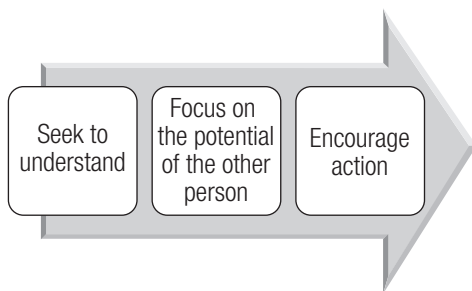 Seek to
understand
Focus on
the potential
of the other
person
Encourage
action